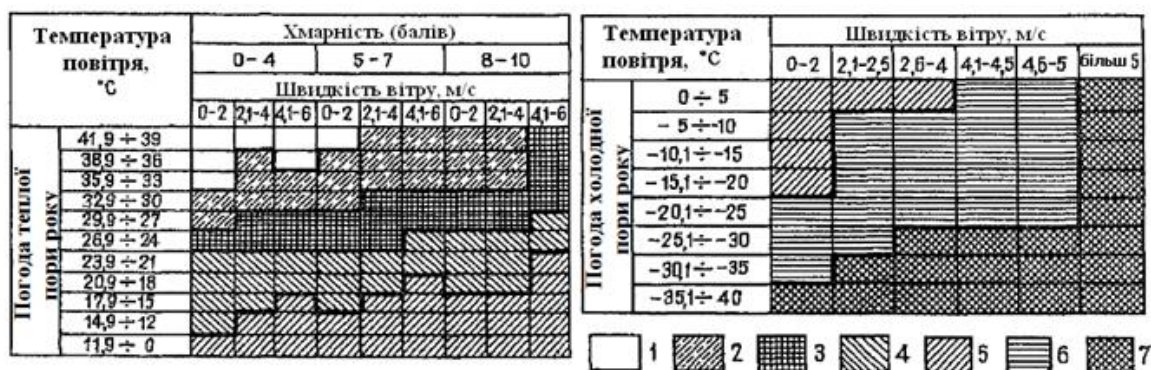 Температура повітря, °С
Хмарність (балів)
0-4 5-7 8-10
Швидкість вітру, м/с
0-2 2,1-4 4,1-6 0-2 2,1-4 4,1-6 0-2 2,1-4 4,1-6
Погода теплої пори року
41,9÷39
38,9÷36
35,9÷33
32,9÷30
29,9÷27
26,9÷24
23,9÷21
20,9÷18
17,9÷15
14,9÷12
11,9÷0
Температура повітря, °С
Швидкість вітру, м/с
0-2 2,1-2,5 2,6-4 4,1-4,5 4,6-5 більш 5
Погода холодної пори року
0÷5
-5÷-10
-10,1÷-15
-15,1÷-20
-20,1÷-25
-25,1÷-30
-30,1÷-35
-35,1÷40
1 2 3 4 5 6 7